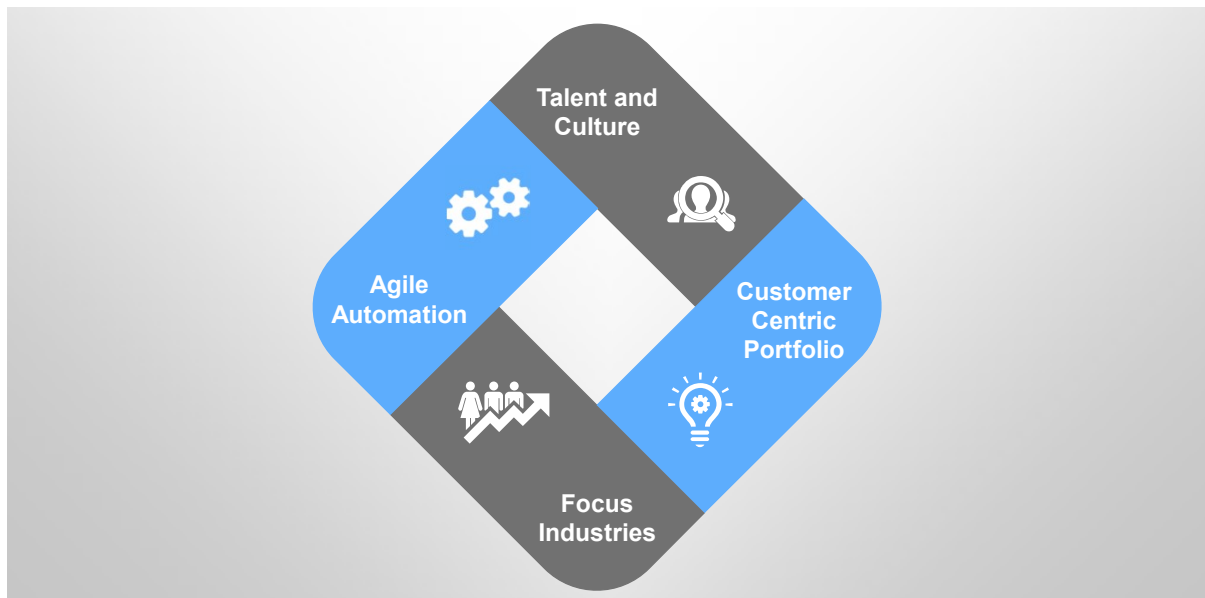 Talent and
Culture
Agile
Automation
Customer
Centric
Portfolio
Focus
Industries